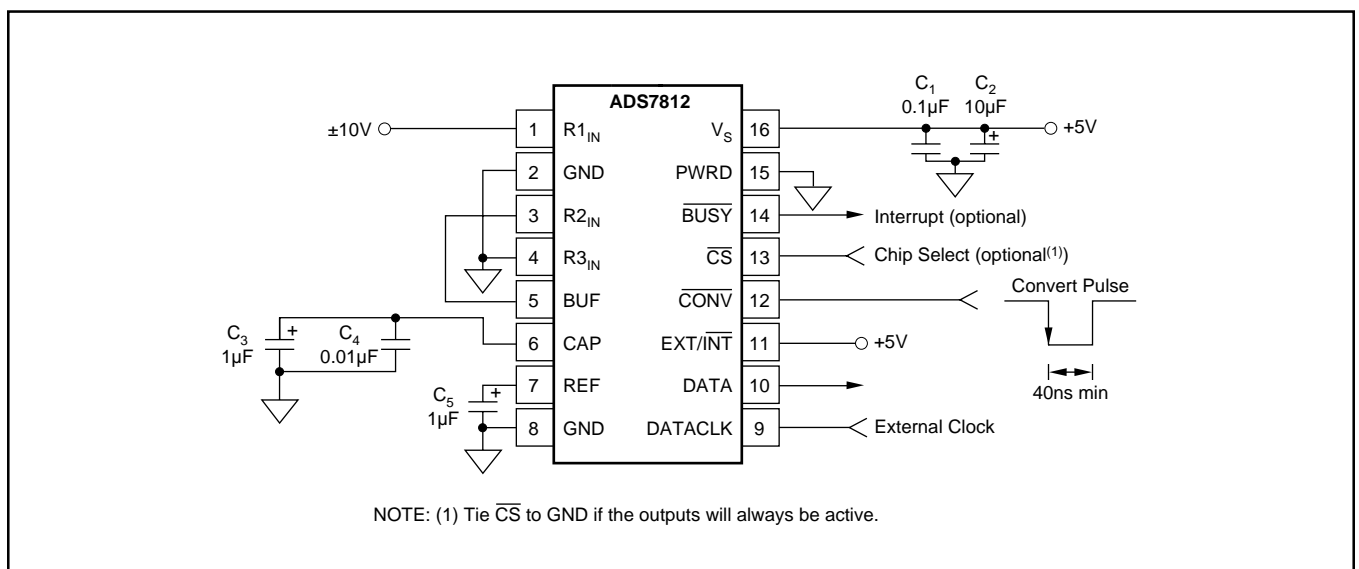 ADS7812
±10V
1 R1IN
2 GND
3 R2IN
4 R3IN
5 BUF
6 CAP
7 REF
8 GND
VS 16
PWRD 15
BUSY 14
CS 13
CONV 12
EXT/INT 11
DATA 10
DATACLK 9
C1
0.1µF
C2
10µF
+
+5V
Interrupt (optional)
Chip Select (optional(1))
Convert Pulse
40ns min
+5V
External Clock
C3
1µF
+
C4
0.01µF
C5
1µF
+
NOTE: (1) Tie CS to GND if the outputs will always be active.